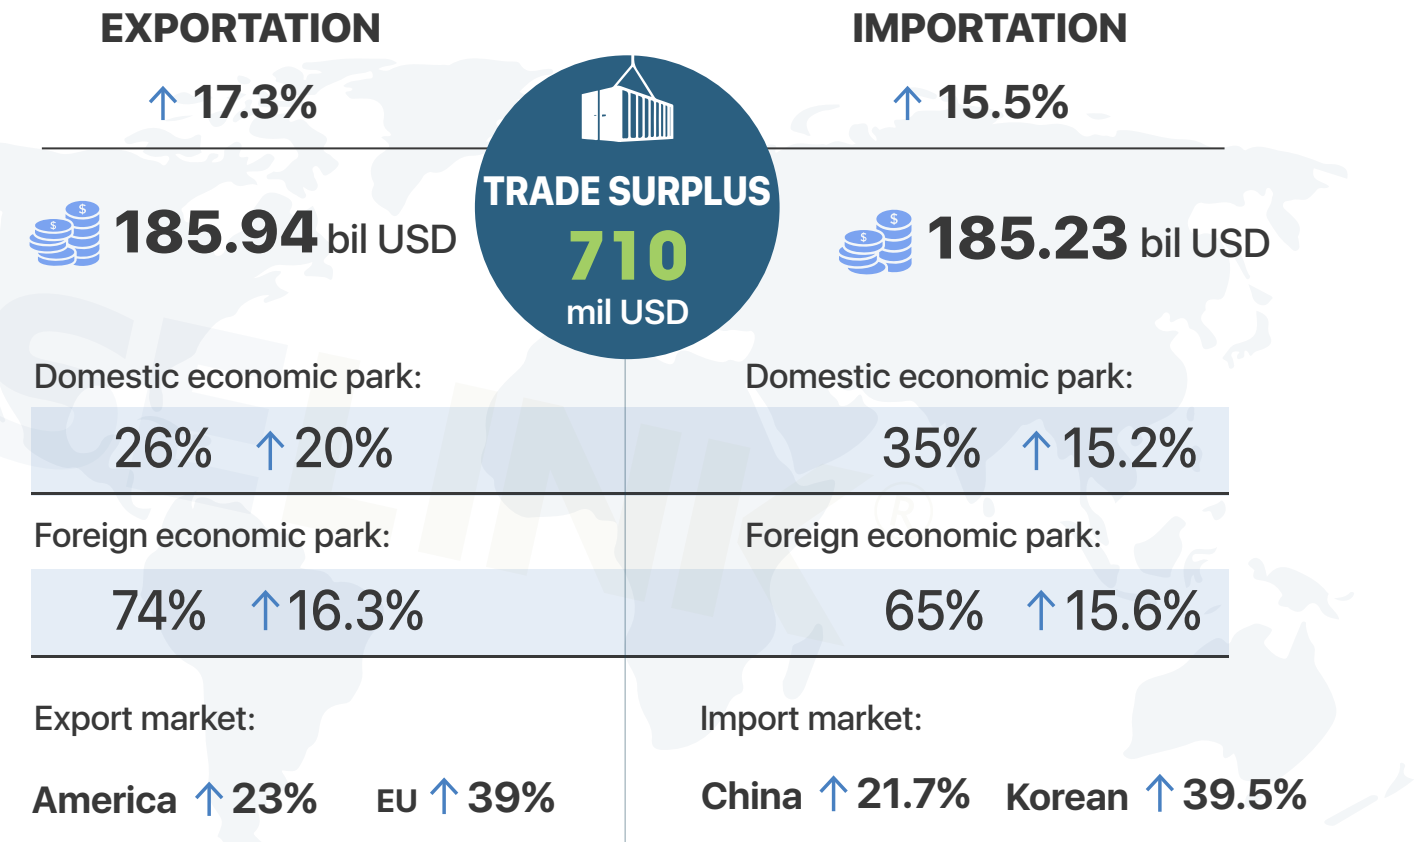 EXPORTATION
↑ 17.3%
185.94 bil USD
TRADE SURPLUS
710
mil USD
IMPORTATION
↑ 15.5%
185.23 bil USD
Domestic economic park:
26% ↑ 20%
Foreign economic park:
74% ↑ 16.3%
Export market:
America ↑ 23% EU ↑ 39%
Domestic economic park:
35% ↑ 15.2%
Foreign economic park:
65% ↑ 15.6%
Import market:
China ↑ 21.7% Korean ↑ 39.5%
SELINK ®